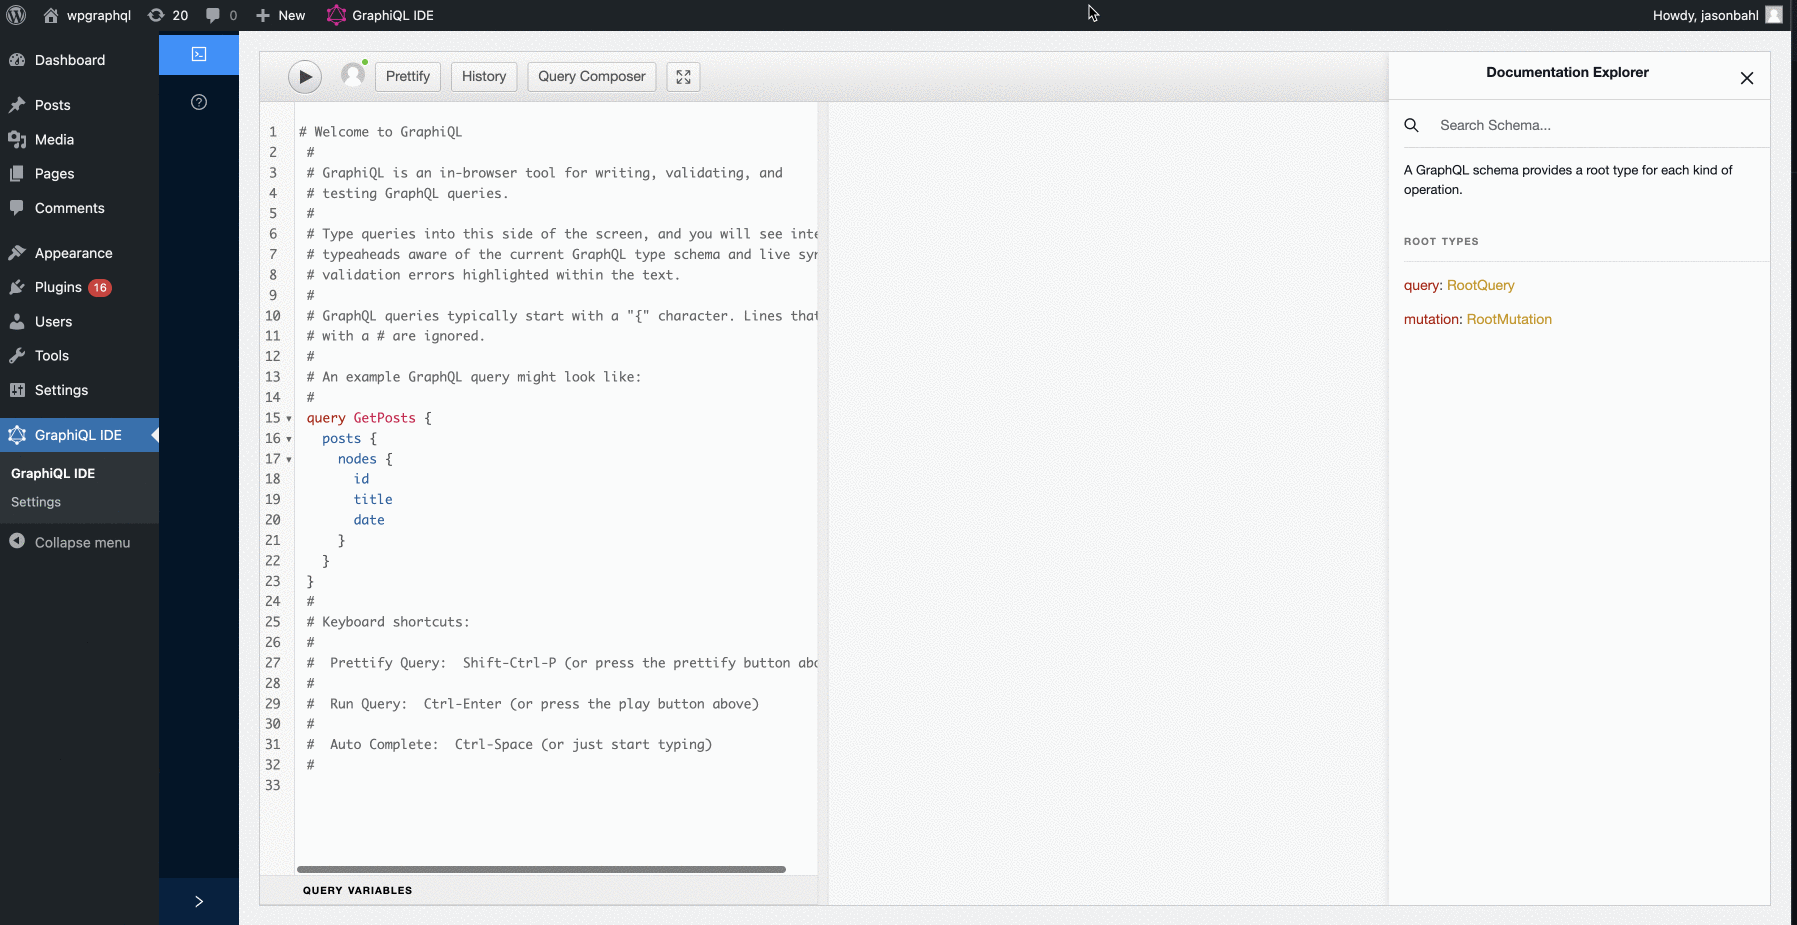 wpgraphql 20 0 New GraphiQL IDE Howdy, jasonbahl
Dashboard
Posts
Media
Pages
Comments
Appearance
Plugins 16
Users
Tools
Settings
GraphiQL IDE
GraphiQL IDE
Settings
Collapse menu
Prettify History Query Composer
1 # Welcome to GraphiQL
2 #
3 # GraphiQL is an in-browser tool for writing, validating, and
4 # testing GraphQL queries.
5 #
6 # Type queries into this side of the screen, and you will see inte
7 # typeaheads aware of the current GraphQL type schema and live syn
8 # validation errors highlighted within the text.
9 #
10 # GraphQL queries typically start with a "{" character. Lines that
11 # with a # are ignored.
12 #
13 # An example GraphQL query might look like:
14 #
15 query GetPosts {
16 posts {
17 nodes {
18 id
19 title
20 date
21 }
22 }
23 }
24 #
25 # Keyboard shortcuts:
26 #
27 # Prettify Query: Shift-Ctrl-P (or press the prettify button abo
28 #
29 # Run Query: Ctrl-Enter (or press the play button above)
30 #
31 # Auto Complete: Ctrl-Space (or just start typing)
32 #
33
QUERY VARIABLES
Documentation Explorer
Search Schema...
A GraphQL schema provides a root type for each kind of
operation.
ROOT TYPES
query: RootQuery
mutation: RootMutation